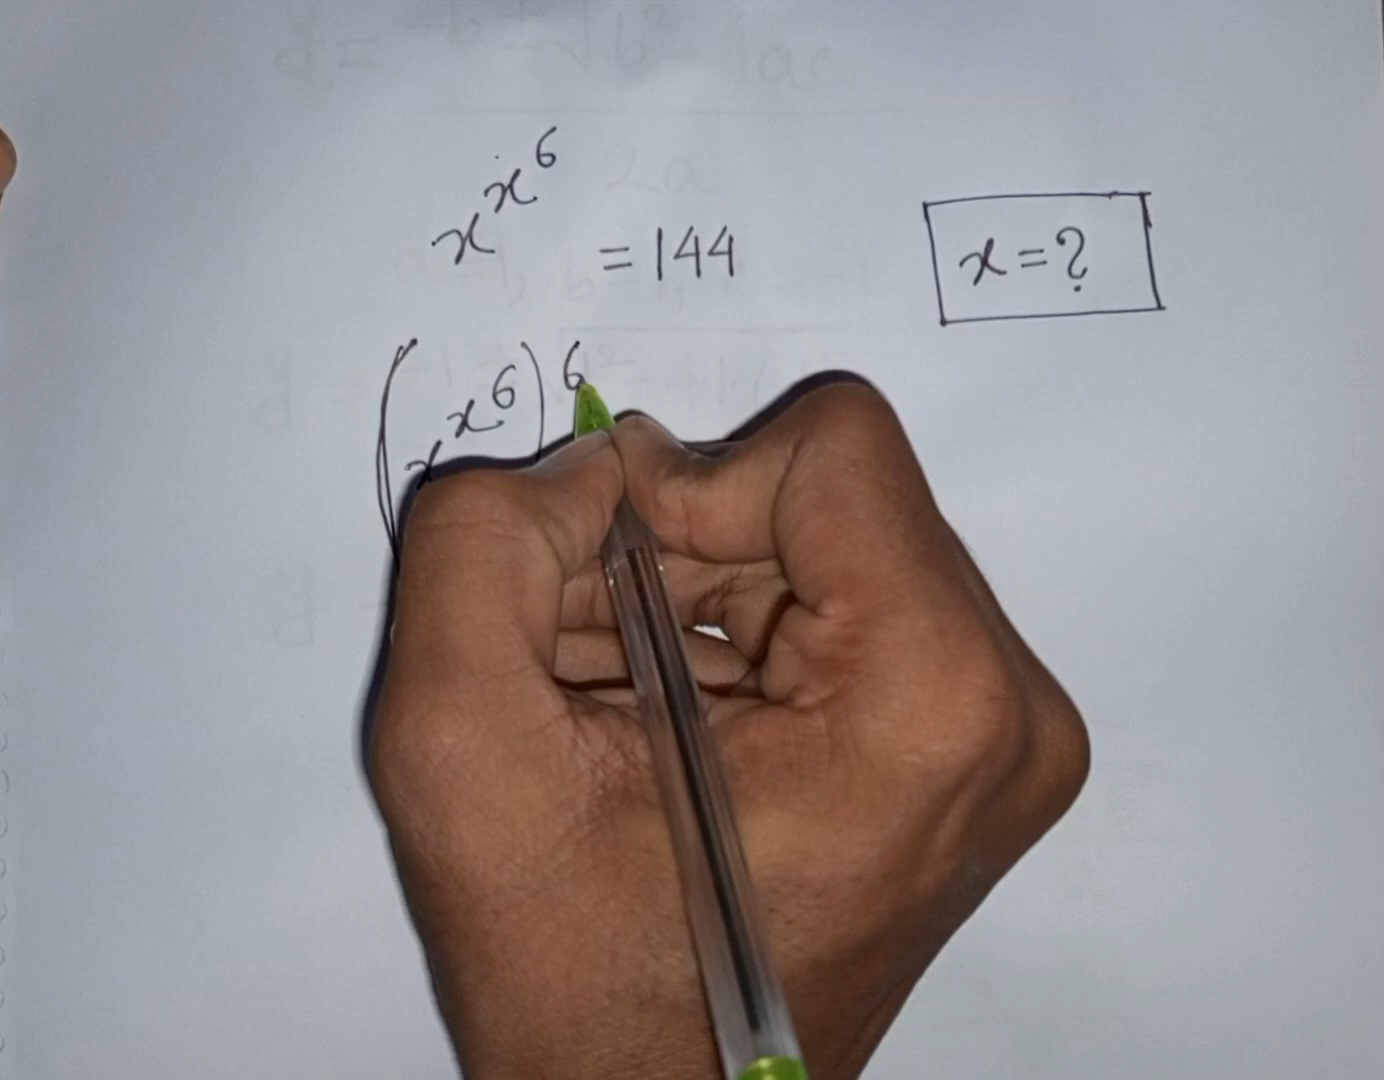 x^{x^6} = 144
x = ?
(x^{x^6})^6